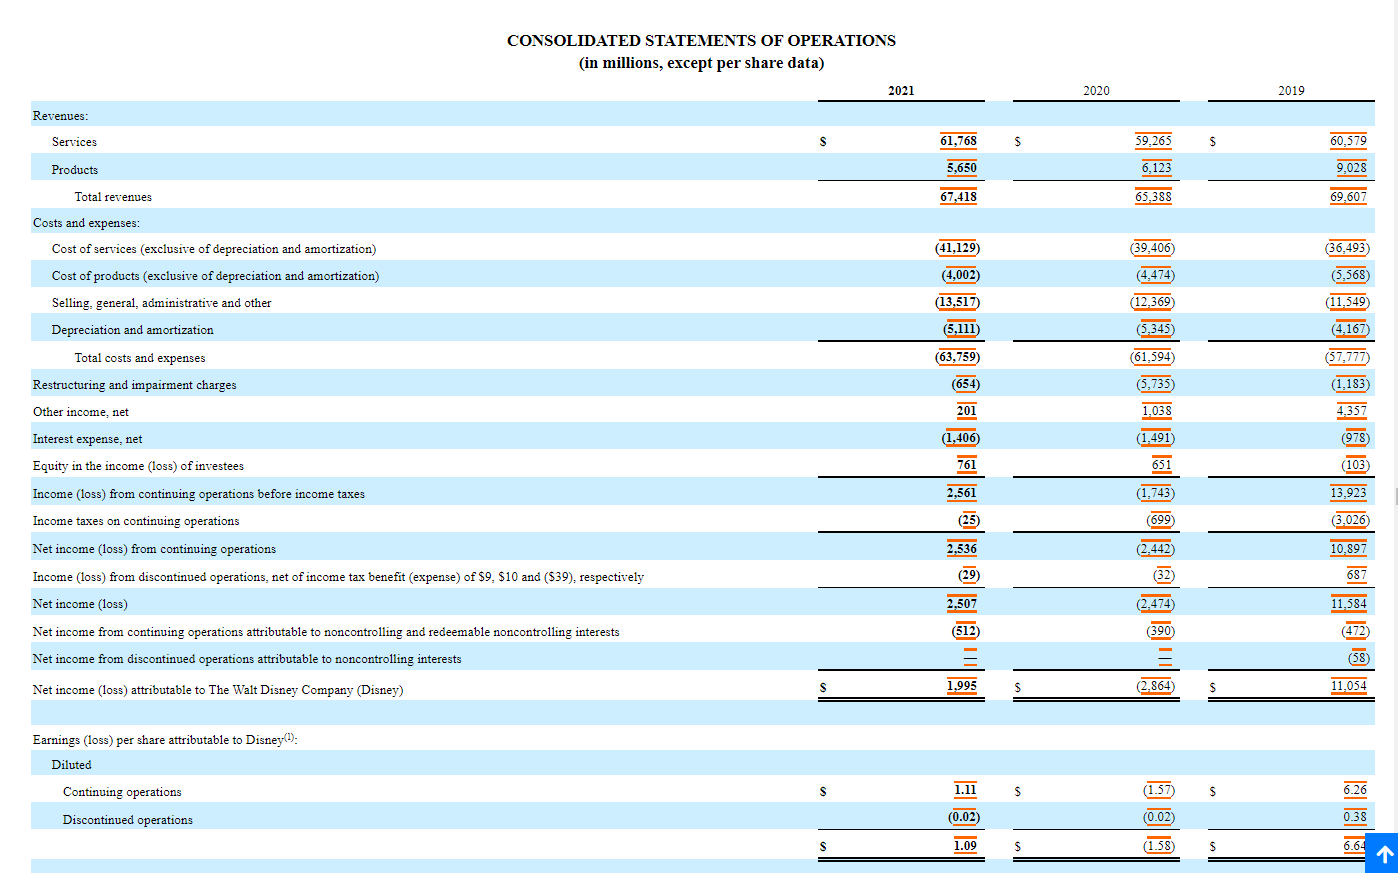 CONSOLIDATED STATEMENTS OF OPERATIONS
(in millions, except per share data)
2021 2020 2019
Revenues:
Services $ 61,768 $ 59,265 $ 60,579
Products 5,650 6,123 9,028
Total revenues 67,418 65,388 69,607
Costs and expenses:
Cost of services (exclusive of depreciation and amortization) (41,129) (39,406) (36,493)
Cost of products (exclusive of depreciation and amortization) (4,002) (4,474) (5,568)
Selling, general, administrative and other (13,517) (12,369) (11,549)
Depreciation and amortization (5,111) (5,345) (4,167)
Total costs and expenses (63,759) (61,594) (57,777)
Restructuring and impairment charges (654) (5,735) (1,183)
Other income, net 201 1,038 4,357
Interest expense, net (1,406) (1,491) (978)
Equity in the income (loss) of investees 761 651 (103)
Income (loss) from continuing operations before income taxes 2,561 (1,743) 13,923
Income taxes on continuing operations (25) (699) (3,026)
Net income (loss) from continuing operations 2,536 (2,442) 10,897
Income (loss) from discontinued operations, net of income tax benefit (expense) of $9, $10 and ($39), respectively (29) (32) 687
Net income (loss) 2,507 (2,474) 11,584
Net income from continuing operations attributable to noncontrolling and redeemable noncontrolling interests (512) (390) (472)
Net income from discontinued operations attributable to noncontrolling interests — — (58)
Net income (loss) attributable to The Walt Disney Company (Disney) $ 1,995 $ (2,864) $ 11,054
Earnings (loss) per share attributable to Disney(1):
Diluted
Continuing operations $ 1.11 $ (1.57) $ 6.26
Discontinued operations (0.02) (0.02) 0.38
$ 1.09 $ (1.58) $ 6.64